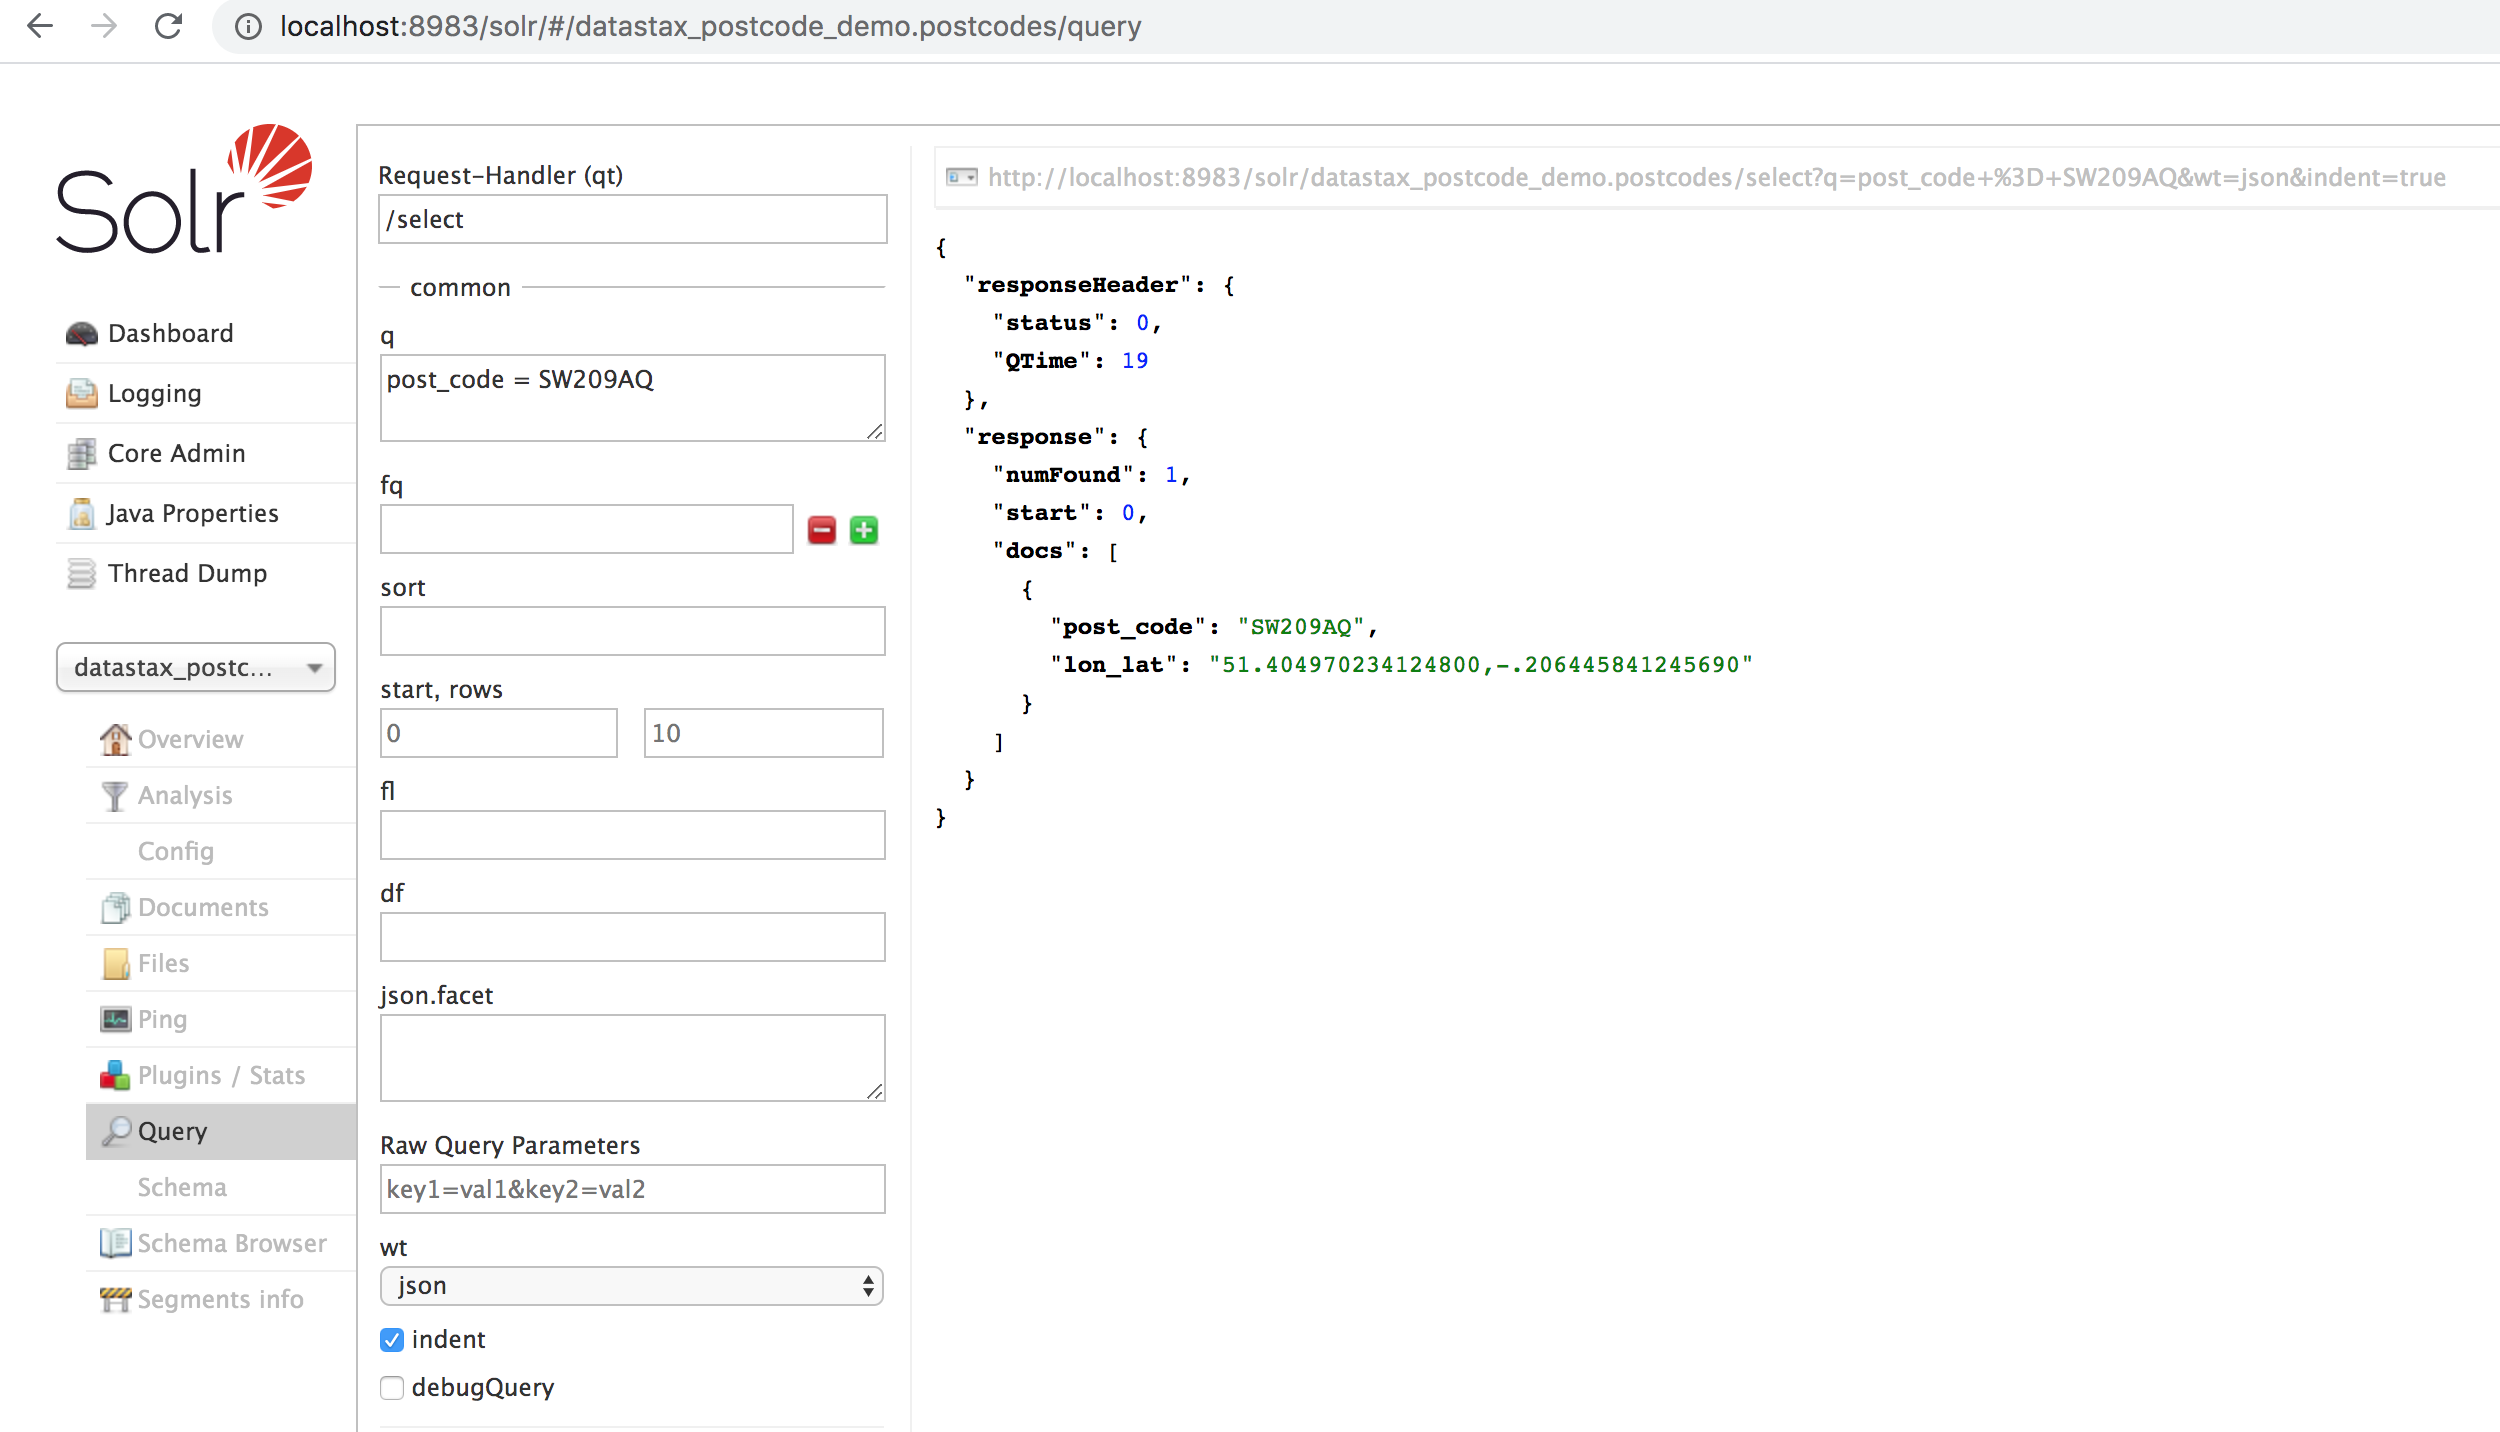 localhost:8983/solr/#/datastax_postcode_demo.postcodes/query
Solr
Dashboard
Logging
Core Admin
Java Properties
Thread Dump
datastax_postc...
Overview
Analysis
Config
Documents
Files
Ping
Plugins / Stats
Query
Schema
Schema Browser
Segments info
Request-Handler (qt)
/select
common
q
post_code = SW209AQ
fq
sort
start, rows
0 10
fl
df
json.facet
Raw Query Parameters
key1=val1&key2=val2
wt
json
indent
debugQuery
http://localhost:8983/solr/datastax_postcode_demo.postcodes/select?q=post_code+%3D+SW209AQ&wt=json&indent=true
{
"responseHeader": {
"status": 0,
"QTime": 19
},
"response": {
"numFound": 1,
"start": 0,
"docs": [
{
"post_code": "SW209AQ",
"lon_lat": "51.404970234124800,-.206445841245690"
}
]
}
}